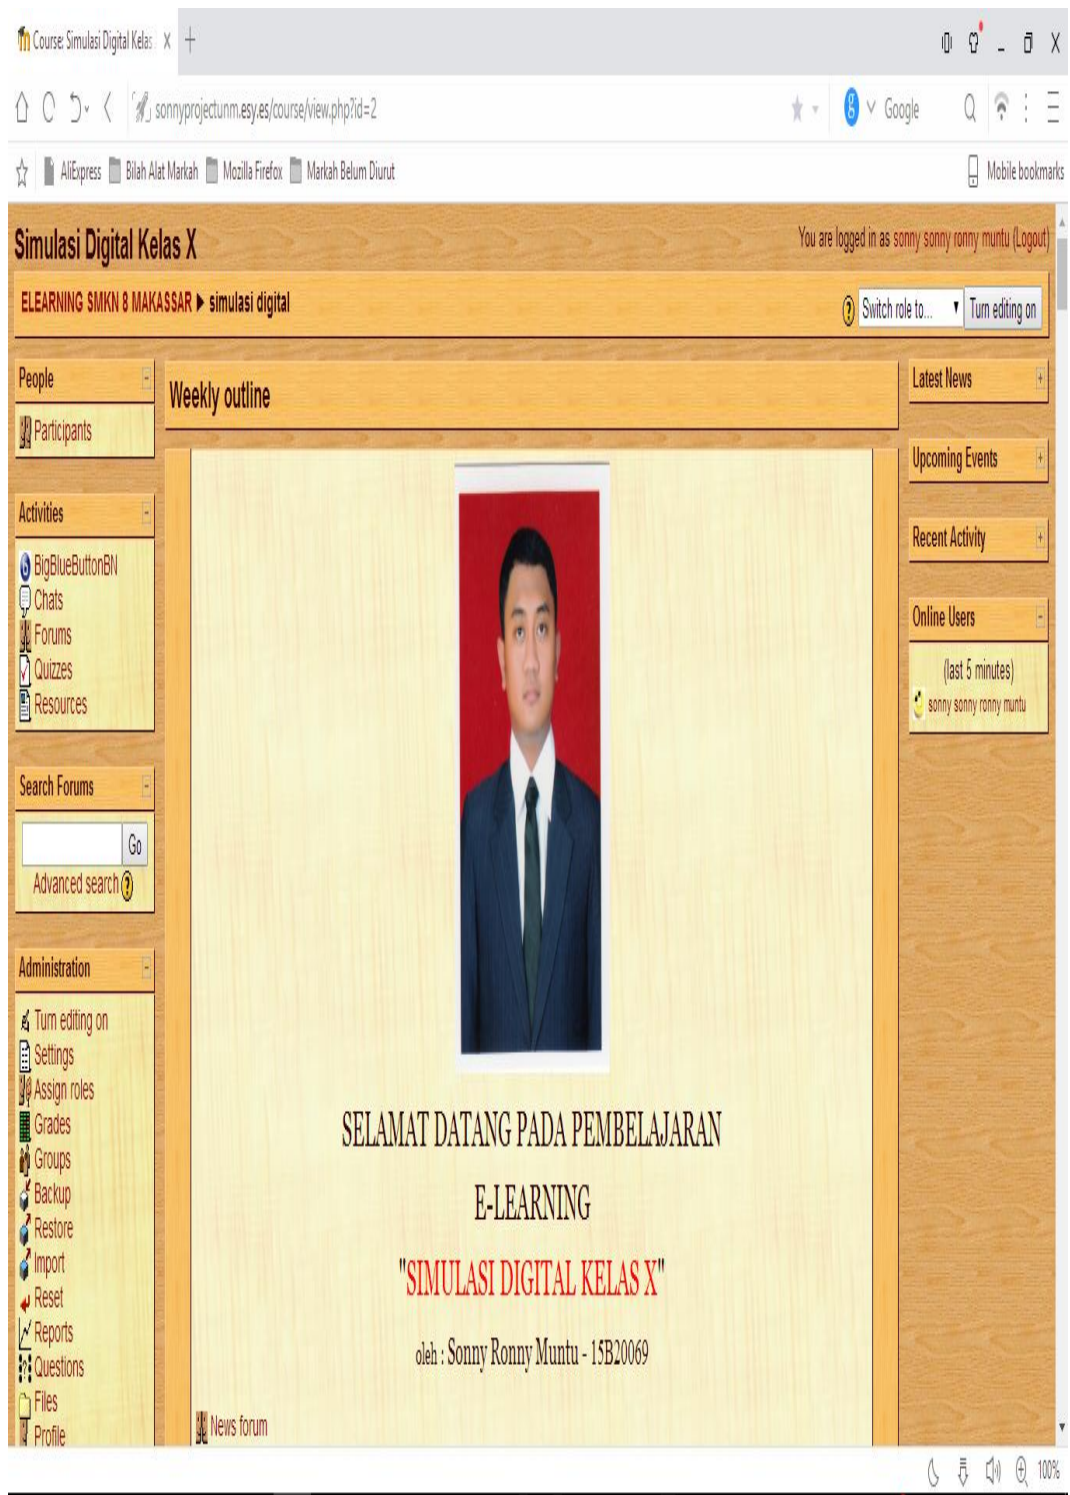 Course: Simulasi Digital Kelas
sonnyprojectunm.esy.es/course/view.php?id=2
Google
AliExpress Bilah Alat Markah Mozilla Firefox Markah Belum Diurut
Mobile bookmarks
Simulasi Digital Kelas X
You are logged in as sonny sonny ronny muntu (Logout)
ELEARNING SMKN 8 MAKASSAR ► simulasi digital
Switch role to...
Turn editing on
People
Participants
Activities
BigBlueButtonBN
Chats
Forums
Quizzes
Resources
Search Forums
Go
Advanced search
Administration
Turn editing on
Settings
Assign roles
Grades
Groups
Backup
Restore
Import
Reset
Reports
Questions
Files
Profile
Weekly outline
SELAMAT DATANG PADA PEMBELAJARAN
E-LEARNING
"SIMULASI DIGITAL KELAS X"
oleh : Sonny Ronny Muntu - 15B20069
News forum
Latest News
Upcoming Events
Recent Activity
Online Users
(last 5 minutes)
sonny sonny ronny muntu
100%